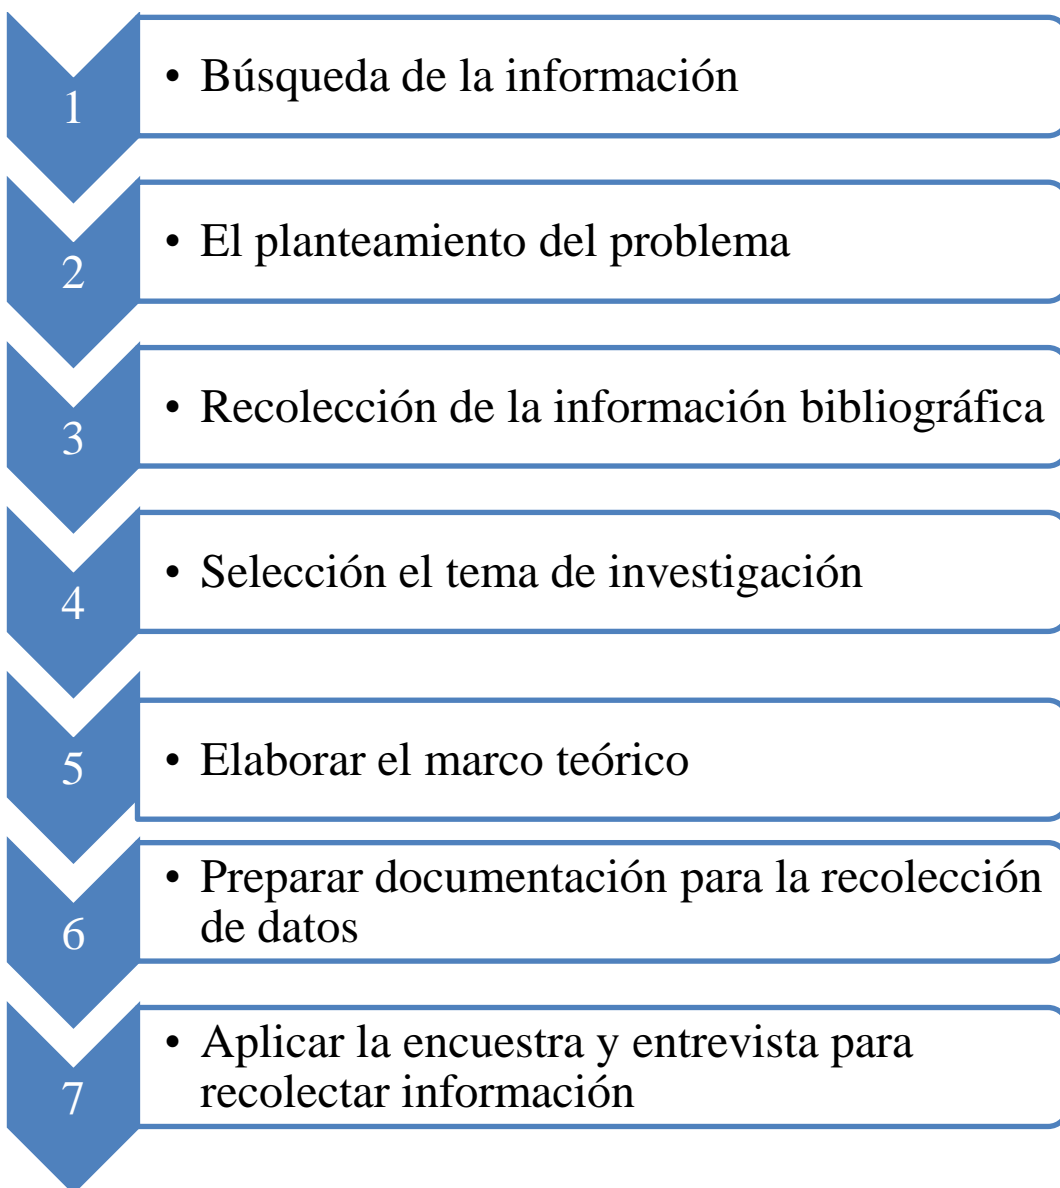 1
• Búsqueda de la información
2
• El planteamiento del problema
3
• Recolección de la información bibliográfica
4
• Selección el tema de investigación
5
• Elaborar el marco teórico
6
• Preparar documentación para la recolección
de datos
7
• Aplicar la encuestra y entrevista para
recolectar información